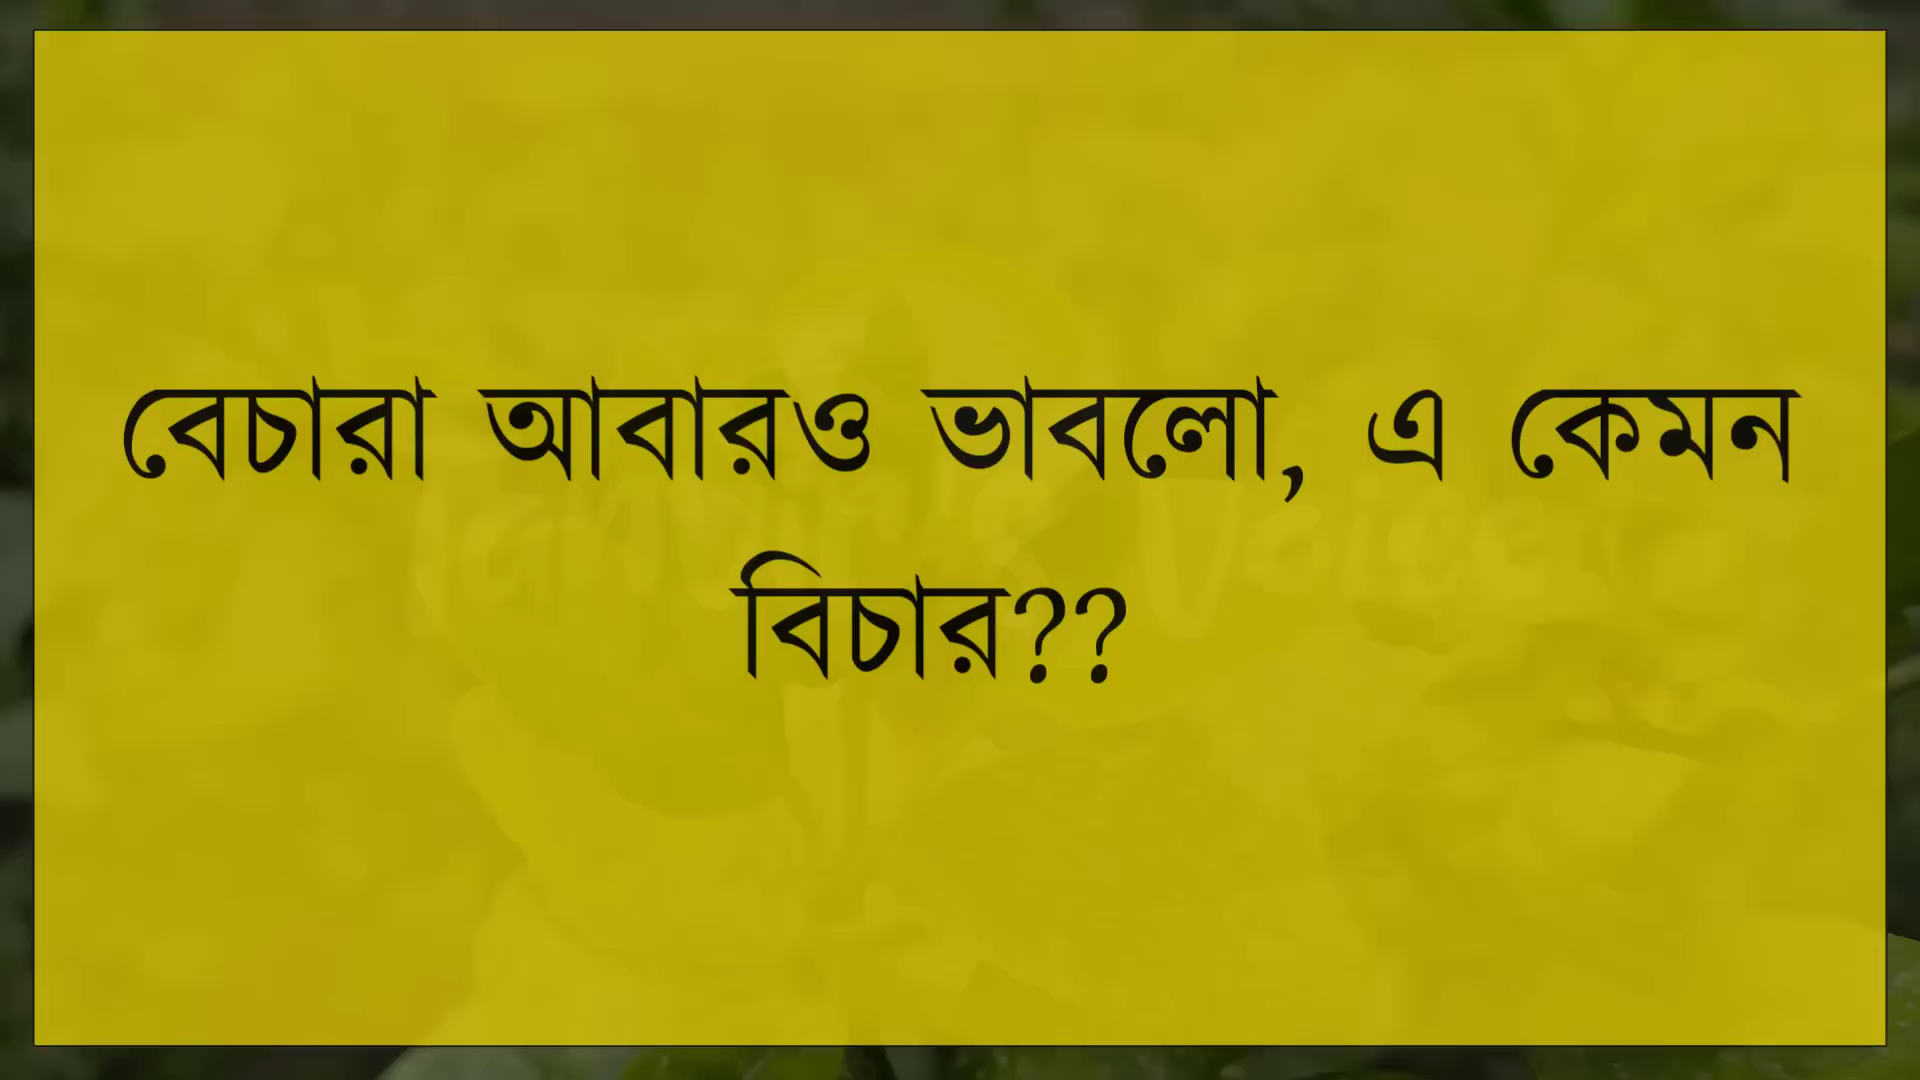 বেচারা আবারও ভাবলো, এ কেমন
বিচার??